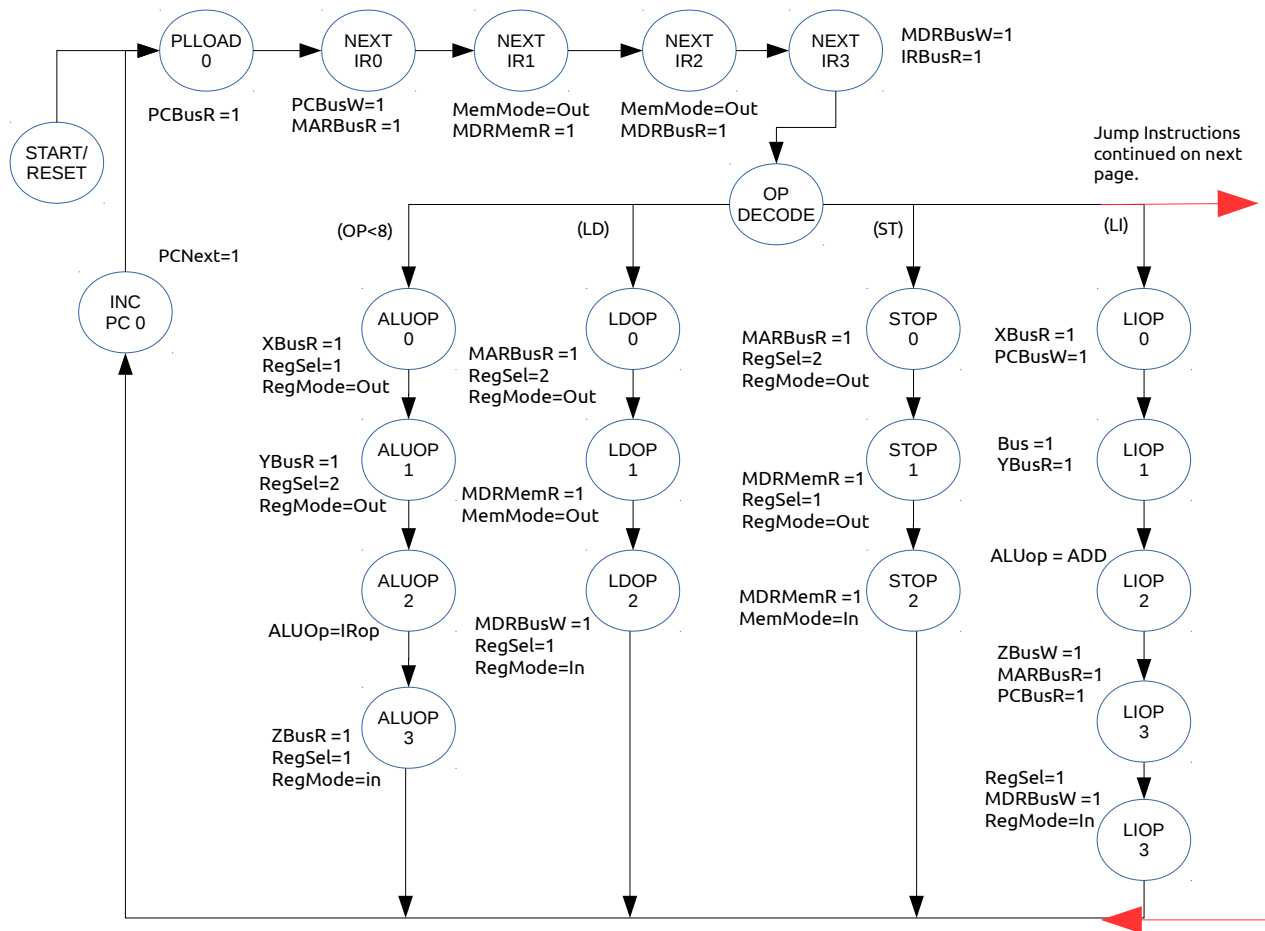 PLLOAD
0
NEXT
IR0
NEXT
IR1
NEXT
IR2
NEXT
IR3
MDRBusW=1
IRBusR=1
PCBusR =1
PCBusW=1
MARBusR =1
MemMode=Out
MDRMemR =1
MemMode=Out
MDRBusR=1
START/
RESET
Jump Instructions
continued on next
page.
OP
DECODE
(OP<8)
(LD)
(ST)
(LI)
PCNext=1
INC
PC 0
ALUOP
0
XBusR =1
RegSel=1
RegMode=Out
LDOP
0
MARBusR =1
RegSel=2
RegMode=Out
STOP
0
MARBusR =1
RegSel=2
RegMode=Out
LIOP
0
XBusR =1
PCBusW=1
ALUOP
1
YBusR =1
RegSel=2
RegMode=Out
LDOP
1
MDRMemR =1
MemMode=Out
STOP
1
MDRMemR =1
RegSel=1
RegMode=Out
LIOP
1
Bus =1
YBusR=1
ALUOP
2
ALUOp=IRop
LDOP
2
MDRBusW =1
RegSel=1
RegMode=In
STOP
2
MDRMemR =1
MemMode=In
LIOP
2
ALUop = ADD
ALUOP
3
ZBusR =1
RegSel=1
RegMode=in
LIOP
3
ZBusW =1
MARBusR=1
PCBusR=1
LIOP
3
RegSel=1
MDRBusW =1
RegMode=In